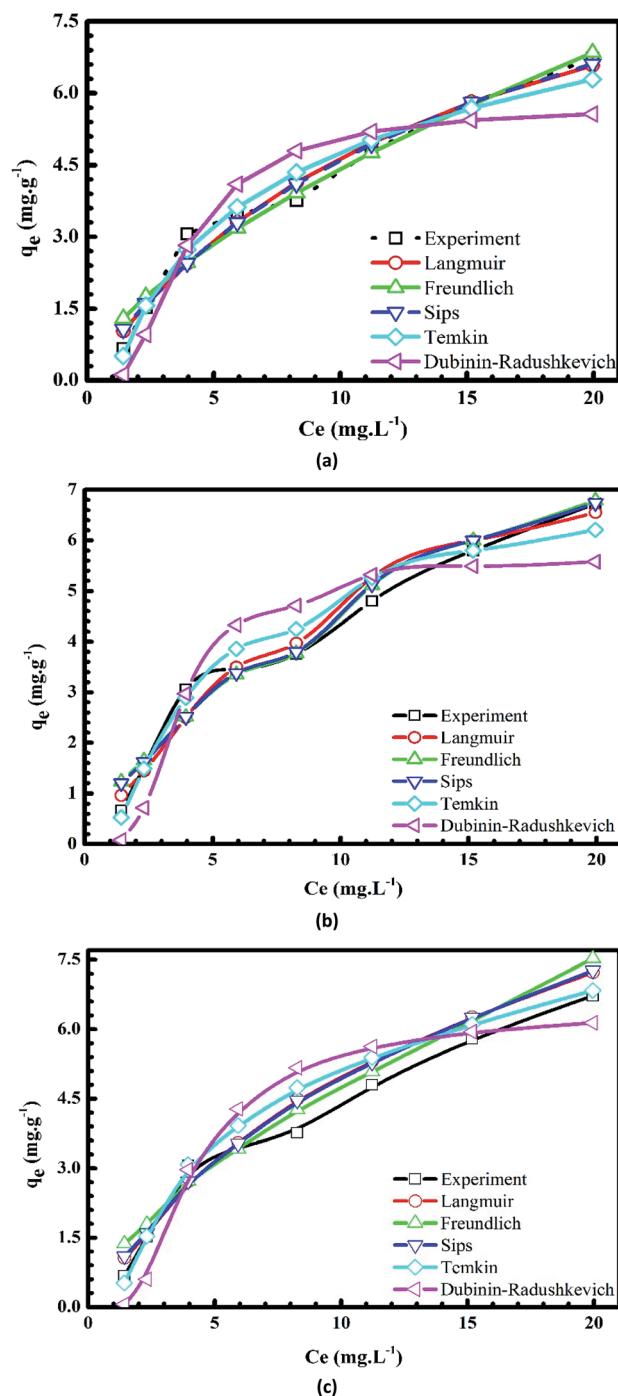 7.5
6.0
4.5
3.0
1.5
0.0
qe (mg.g-1)
Experiment
Langmuir
Freundlich
Sips
Temkin
Dubinin-Radushkevich
0 5 10 15 20
Ce (mg.L-1)
(a)
7
6
5
4
3
2
1
0
qe (mg.g-1)
Experiment
Langmuir
Freundlich
Sips
Temkin
Dubinin-Radushkevich
0 5 10 15 20
Ce (mg.L-1)
(b)
7.5
6.0
4.5
3.0
1.5
0.0
qe (mg.g-1)
Experiment
Langmuir
Freundlich
Sips
Temkin
Dubinin-Radushkevich
0 5 10 15 20
Ce (mg.L-1)
(c)